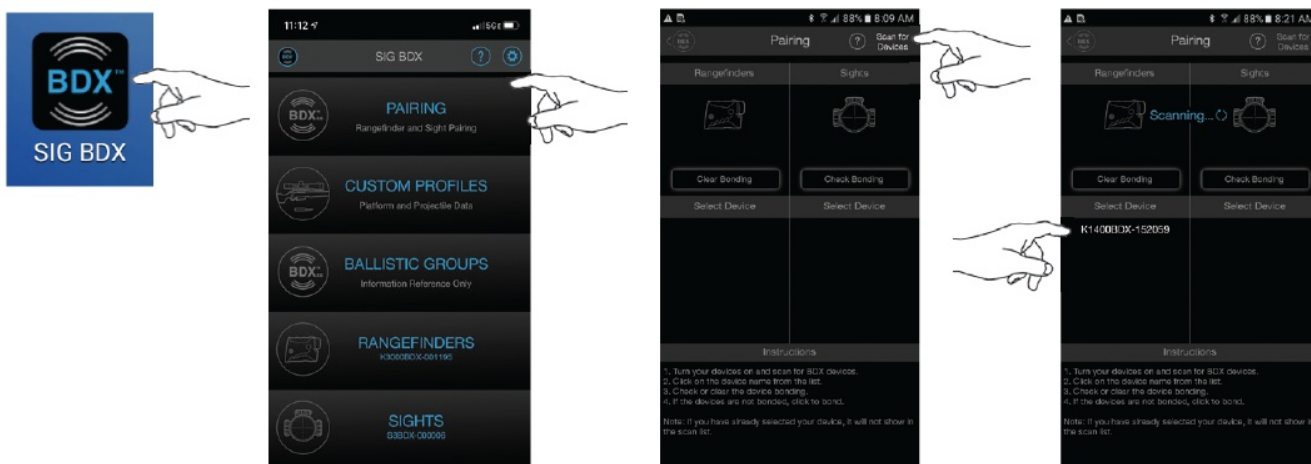 BDX™
SIG BDX
11:12
5GE
SIG BDX
?
BDX
PAIRING
Rangefinder and Sight Pairing
CUSTOM PROFILES
Platform and Projectile Data
BDX
BALLISTIC GROUPS
Information Reference Only
RANGEFINDERS
K3000BDX-001195
SIGHTS
S3BDX-000006
88% 8:09 AM
Pairing
?
Scan for
Devices
Rangefinders
Sights
Clear Bonding
Check Bonding
Select Device
Select Device
Instructions
1. Turn your devices on and scan for BDX devices.
2. Click on the device name from the list.
3. Check or clear the device bonding.
4. If the devices are not bonded, click to bond.
Note: If you have already selected your device, it will not show in
the scan list.
88% 8:21 AM
Pairing
?
Scan for
Devices
Rangefinders
Sights
Scanning...
Clear Bonding
Check Bonding
Select Device
Select Device
K1400BDX-152059
Instructions
1. Turn your devices on and scan for BDX devices.
2. Click on the device name from the list.
3. Check or clear the device bonding.
4. If the devices are not bonded, click to bond.
Note: If you have already selected your device, it will not show in
the scan list.